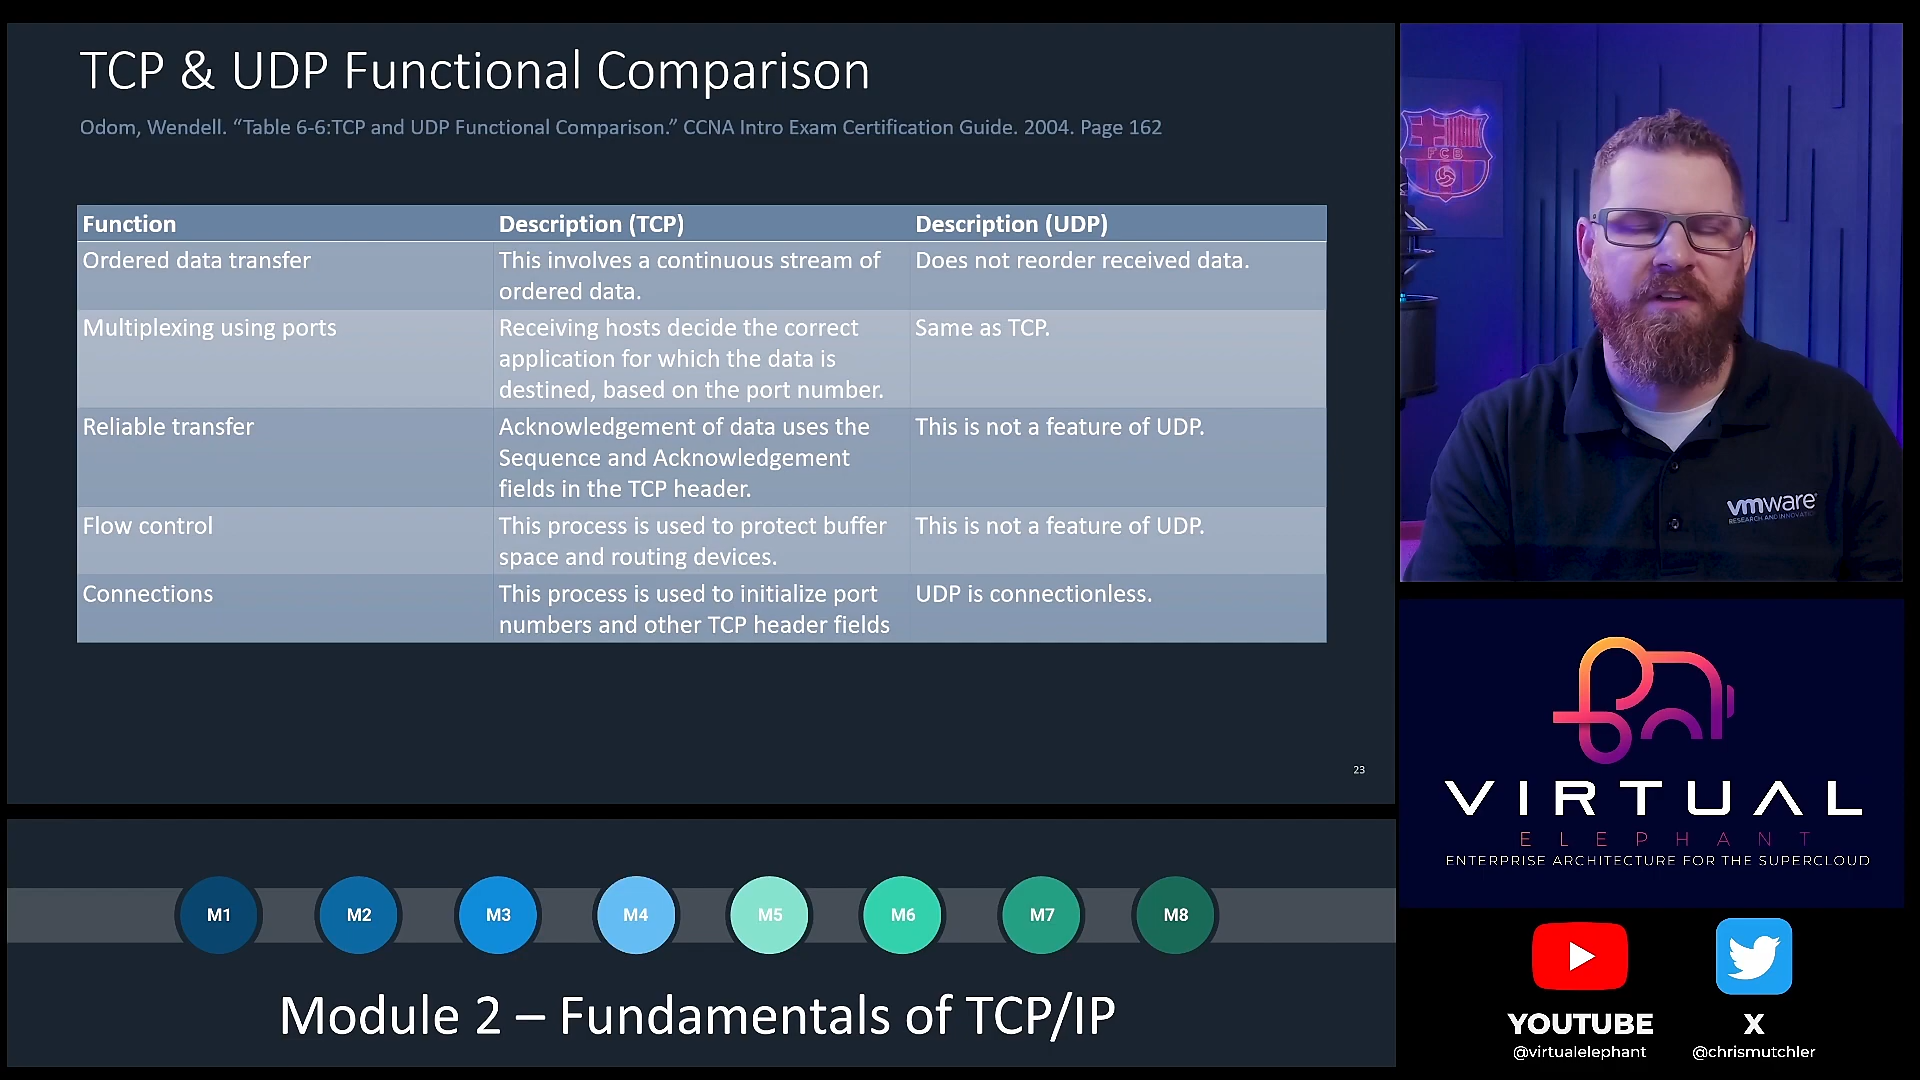 TCP & UDP Functional Comparison
Odom, Wendell. “Table 6-6:TCP and UDP Functional Comparison.” CCNA Intro Exam Certification Guide. 2004. Page 162
Function
Description (TCP)
Description (UDP)
Ordered data transfer
This involves a continuous stream of
ordered data.
Does not reorder received data.
Multiplexing using ports
Receiving hosts decide the correct
application for which the data is
destined, based on the port number.
Same as TCP.
Reliable transfer
Acknowledgement of data uses the
Sequence and Acknowledgement
fields in the TCP header.
This is not a feature of UDP.
Flow control
This process is used to protect buffer
space and routing devices.
This is not a feature of UDP.
Connections
This process is used to initialize port
numbers and other TCP header fields
UDP is connectionless.
23
M1 M2 M3 M4 M5 M6 M7 M8
Module 2 – Fundamentals of TCP/IP
FCB
vmware
RESEARCH AND INNOVATION
VIRTUAL
ELEPHANT
ENTERPRISE ARCHITECTURE FOR THE SUPERCLOUD
YOUTUBE
@virtualelephant
X
@chrismutchler